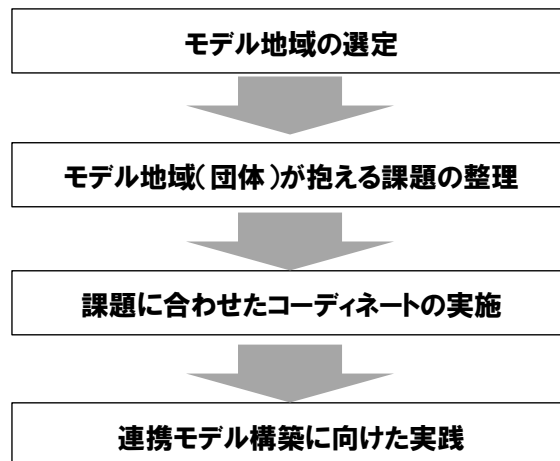 モデル地域の選定
モデル地域(団体)が抱える課題の整理
課題に合わせたコーディネートの実施
連携モデル構築に向けた実践